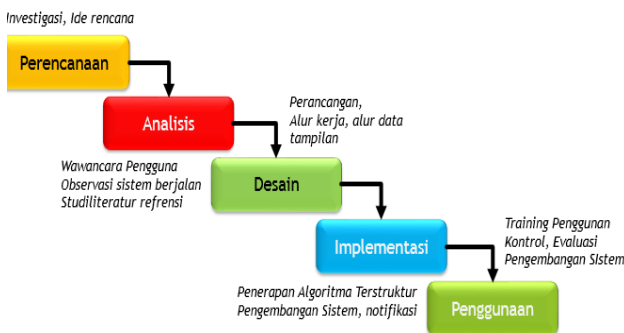 Investigasi, Ide rencana
Perencanaan
Analisis
Perancangan,
Alur kerja, alur data
tampilan
Wawancara Pengguna
Observasi sistem berjalan
Studiliteratur refrensi
Desain
Implementasi
Training Penggunan
Kontrol, Evaluasi
Pengembangan SIstem
Penerapan Algoritma Terstruktur
Pengembangan Sistem, notifikasi
Penggunaan